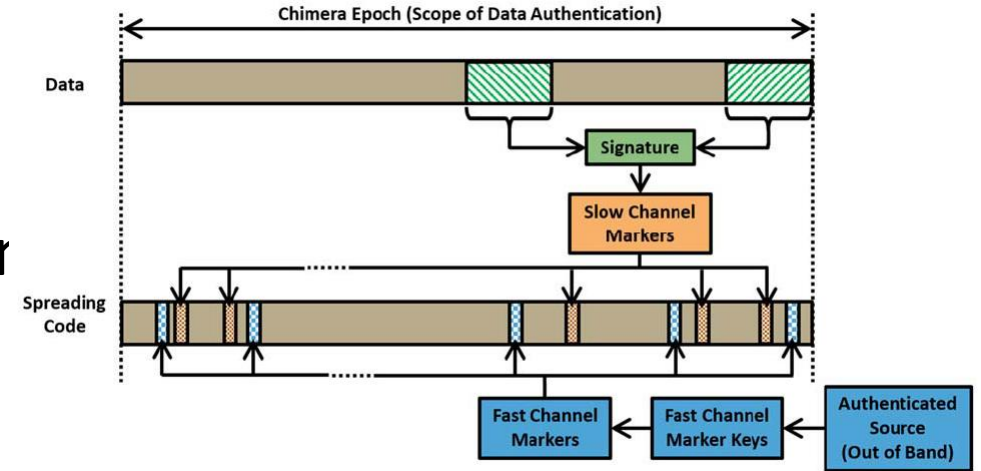 Chimera Epoch (Scope of Data Authentication)
Data
Signature
Slow Channel
Markers
Spreading
Code
Fast Channel
Markers
Fast Channel
Marker Keys
Authenticated
Source
(Out of Band)